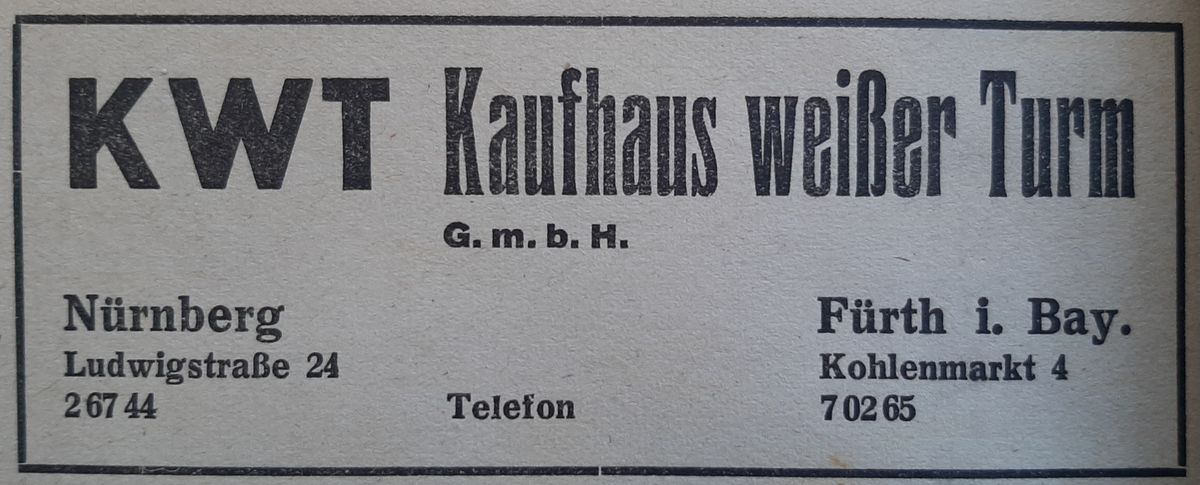 KWT Kaufhaus weißer Turm
G. m. b. H.
Nürnberg Fürth i. Bay.
Ludwigstraße 24 Kohlenmarkt 4
2 67 44 Telefon 7 02 65